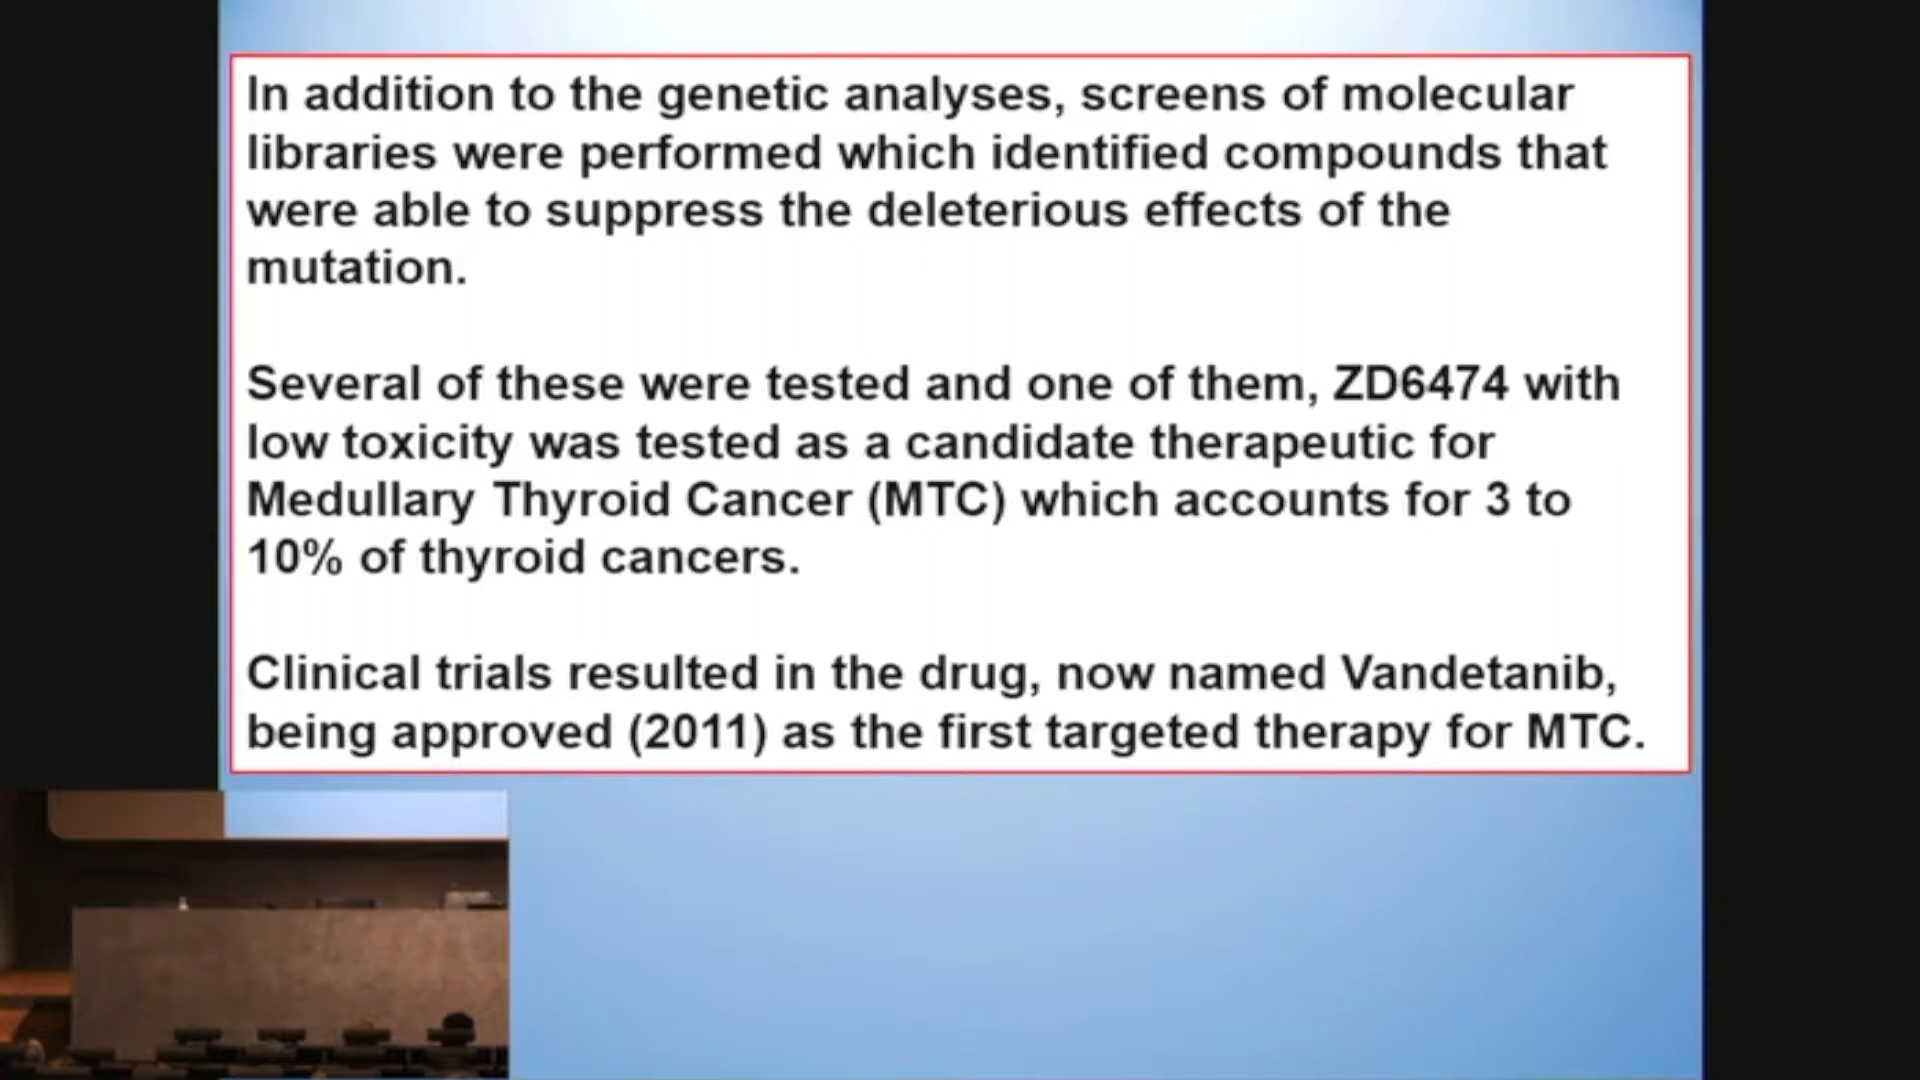 In addition to the genetic analyses, screens of molecular
libraries were performed which identified compounds that
were able to suppress the deleterious effects of the
mutation.
Several of these were tested and one of them, ZD6474 with
low toxicity was tested as a candidate therapeutic for
Medullary Thyroid Cancer (MTC) which accounts for 3 to
10% of thyroid cancers.
Clinical trials resulted in the drug, now named Vandetanib,
being approved (2011) as the first targeted therapy for MTC.